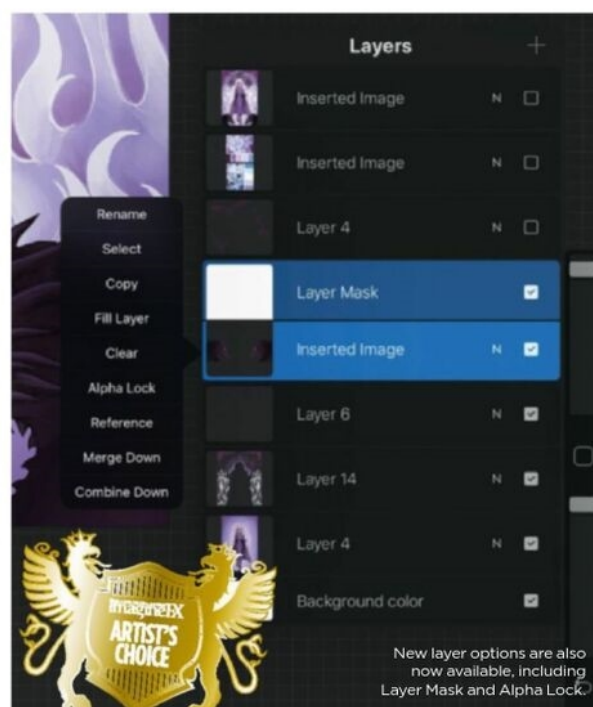 Layers +
Inserted Image N
Inserted Image N
Layer 4 N
Layer Mask
Inserted Image N
Layer 6 N
Layer 14 N
Layer 4 N
Background color
Rename
Select
Copy
Fill Layer
Clear
Alpha Lock
Reference
Merge Down
Combine Down
ImagineFX
ARTIST'S
CHOICE
New layer options are also
now available, including
Layer Mask and Alpha Lock.